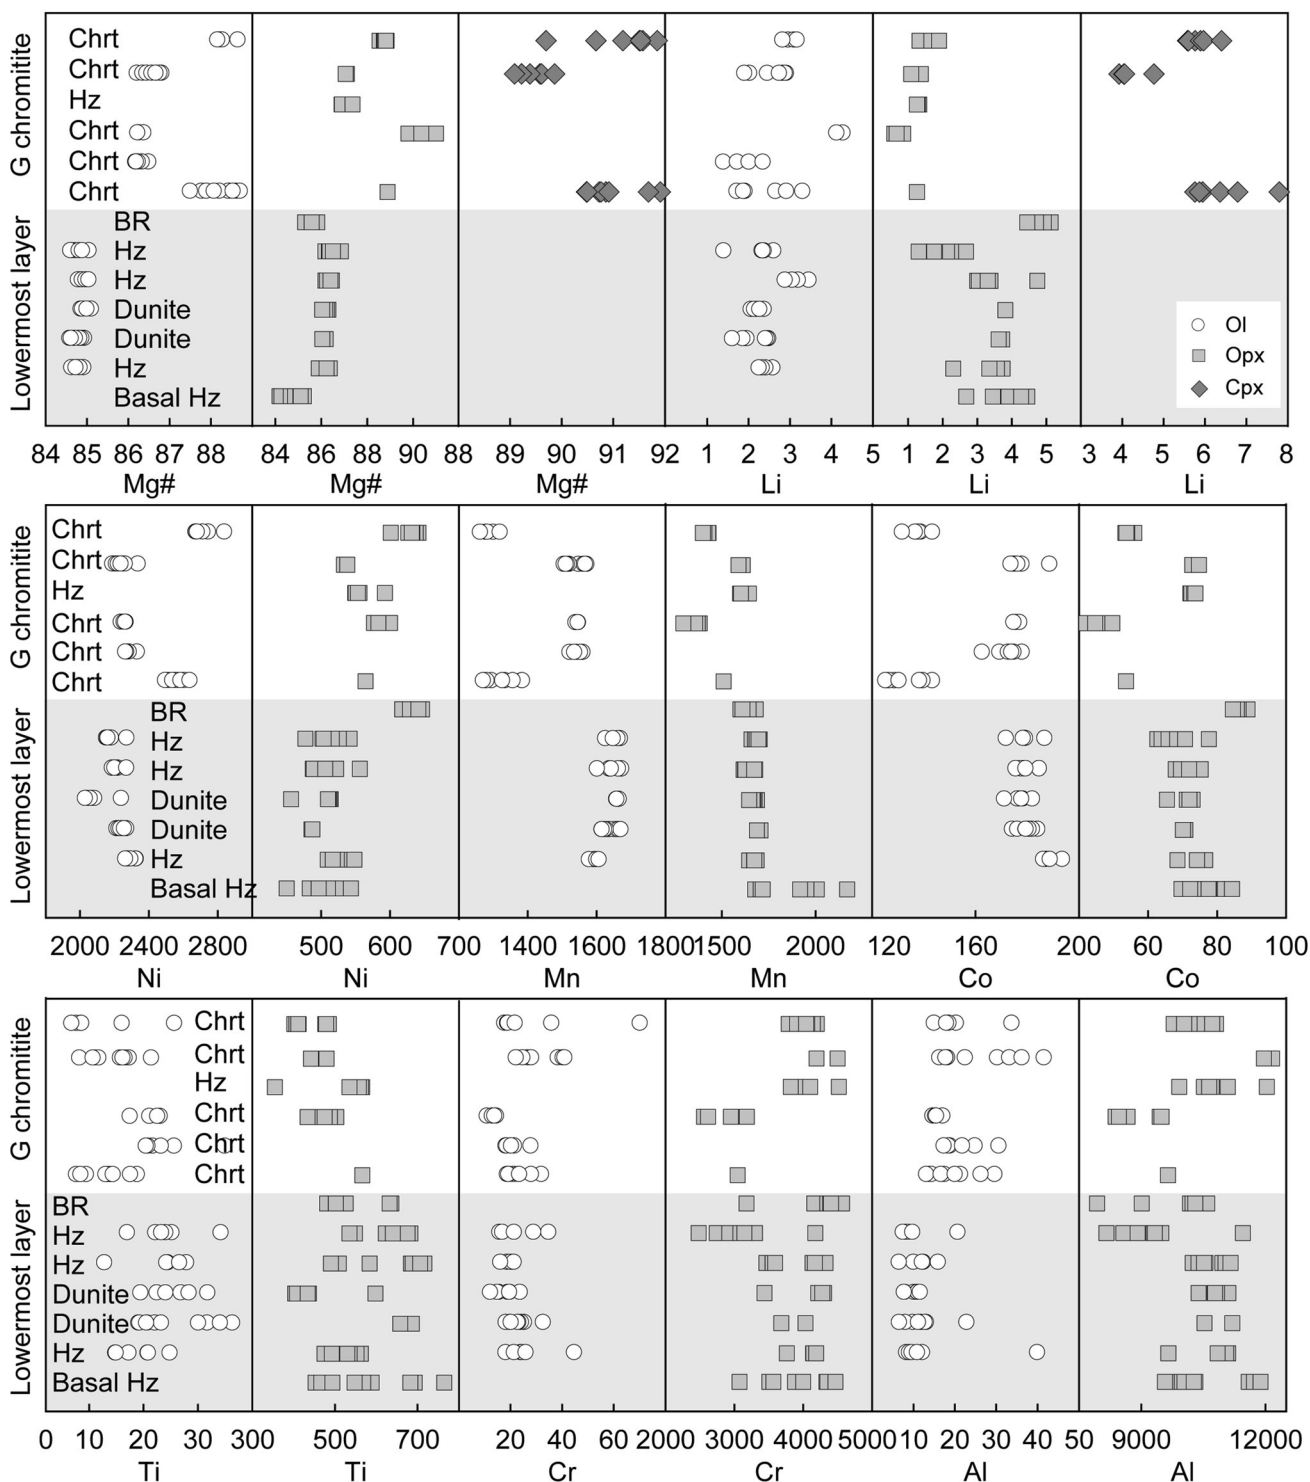 G chromitite
Lowermost layer
Chrt
Chrt
Hz
Chrt
Chrt
Chrt
BR
Hz
Hz
Dunite
Dunite
Hz
Basal Hz
Ol
Opx
Cpx
84 85 86 87 88 84 86 88 90 88 89 90 91 92 1 2 3 4 5 1 2 3 4 5 3 4 5 6 7 8
Mg# Mg# Mg# Li Li Li
G chromitite
Lowermost layer
Chrt
Chrt
Hz
Chrt
Chrt
Chrt
BR
Hz
Hz
Dunite
Dunite
Hz
Basal Hz
2000 2400 2800 500 600 700 1400 1600 1800 1500 2000 120 160 200 60 80 100
Ni Ni Mn Mn Co Co
G chromitite
Lowermost layer
Chrt
Chrt
Hz
Chrt
Chrt
Chrt
BR
Hz
Hz
Dunite
Dunite
Hz
Basal Hz
0 10 20 30 300 500 700 20 40 60 2000 3000 4000 5000 10 20 30 40 50 9000 12000
Ti Ti Cr Cr Al Al